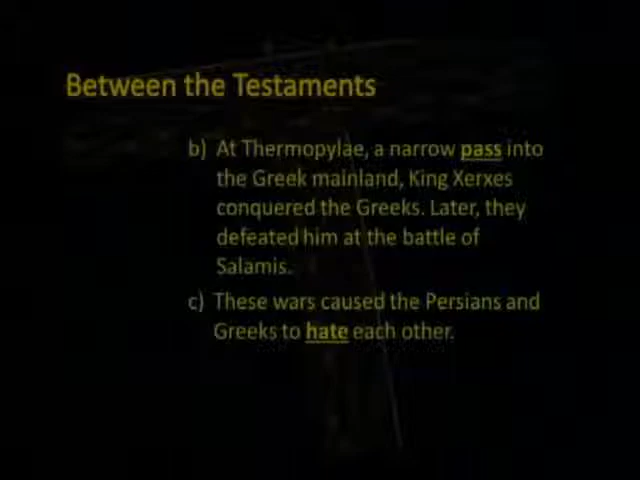 Between the Testaments
b) At Thermopylae, a narrow pass into
the Greek mainland, King Xerxes
conquered the Greeks. Later, they
defeated him at the battle of
Salamis.
c) These wars caused the Persians and
Greeks to hate each other.